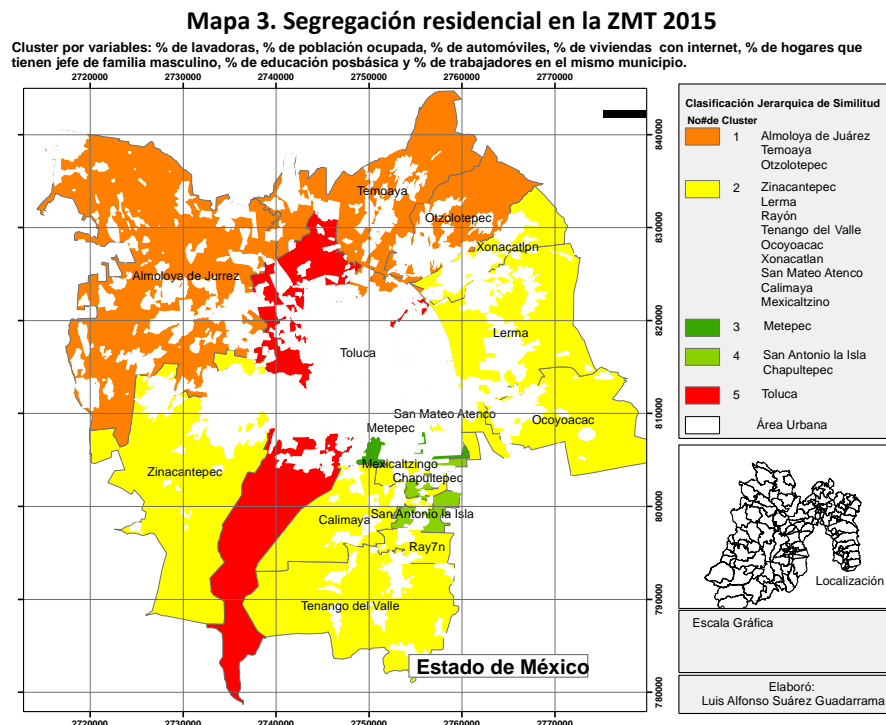 Mapa 3. Segregación residencial en la ZMT 2015
Cluster por variables: % de lavadoras, % de población ocupada, % de automóviles, % de viviendas con internet, % de hogares que
tienen jefe de familia masculino, % de educación posbásica y % de trabajadores en el mismo municipio.
2720000 2730000 2740000 2750000 2760000 2770000
840000
830000
820000
810000
800000
790000
780000
Temoaya
Otzolotepec
Xonacatlpn
Almoloya de Jurrez
Lerma
Toluca
San Mateo Atenco
Ocoyoacac
Metepec
Mexicaltzingo
Zinacantepec
Chapultepec
San Antonio la Isla
Calimaya
Ray7n
Tenango del Valle
Estado de México
2720000 2730000 2740000 2750000 2760000 2770000
Clasificación Jerarquica de Similitud
No#de Cluster
1 Almoloya de Juárez
Temoaya
Otzolotepec
2 Zinacantepec
Lerma
Rayón
Tenango del Valle
Ocoyoacac
Xonacatlan
San Mateo Atenco
Calimaya
Mexicaltzino
3 Metepec
4 San Antonio la Isla
Chapultepec
5 Toluca
Área Urbana
Localización
Escala Gráfica
Elaboró:
Luis Alfonso Suárez Guadarrama